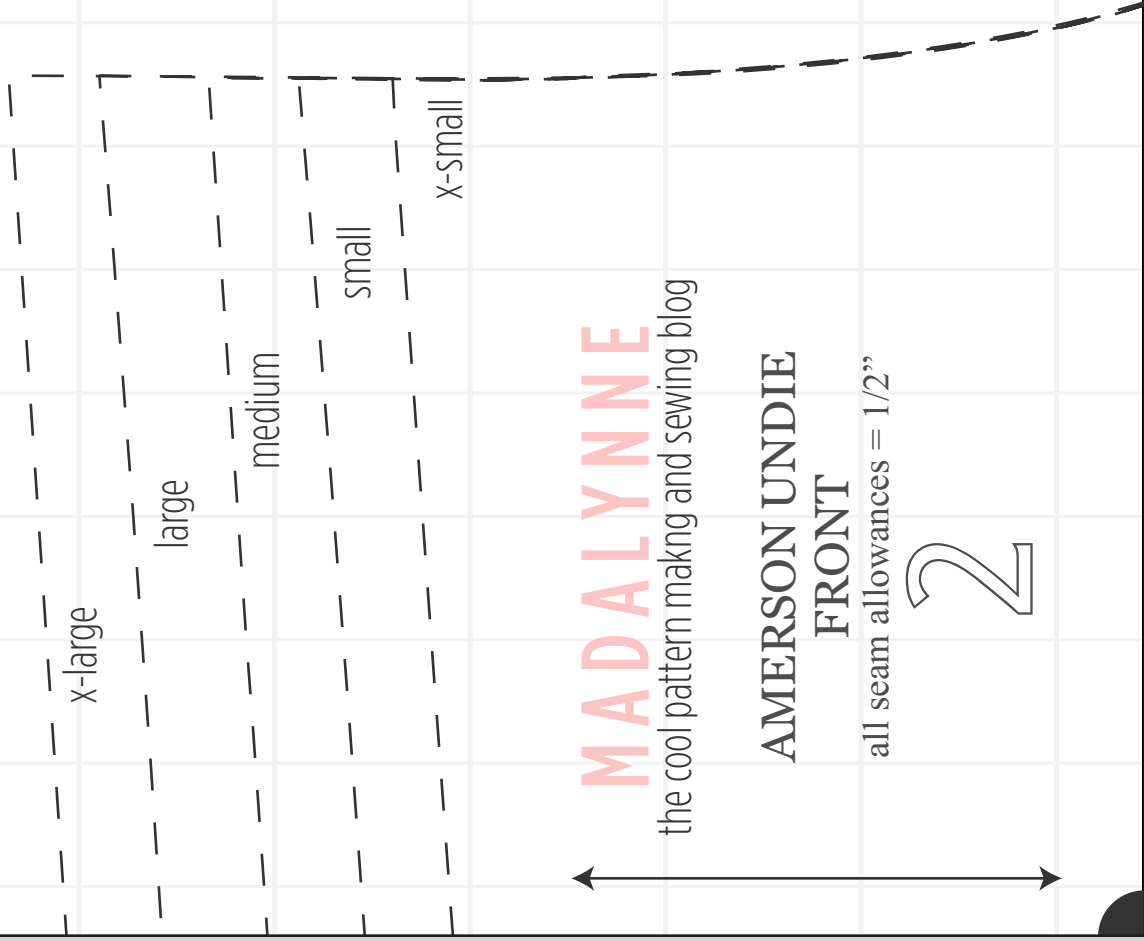 x-large
large
medium
small
x-small
MADALYNNE
the cool pattern makng and sewing blog
AMERSON UNDIE
FRONT
all seam allowances = 1/2”
2